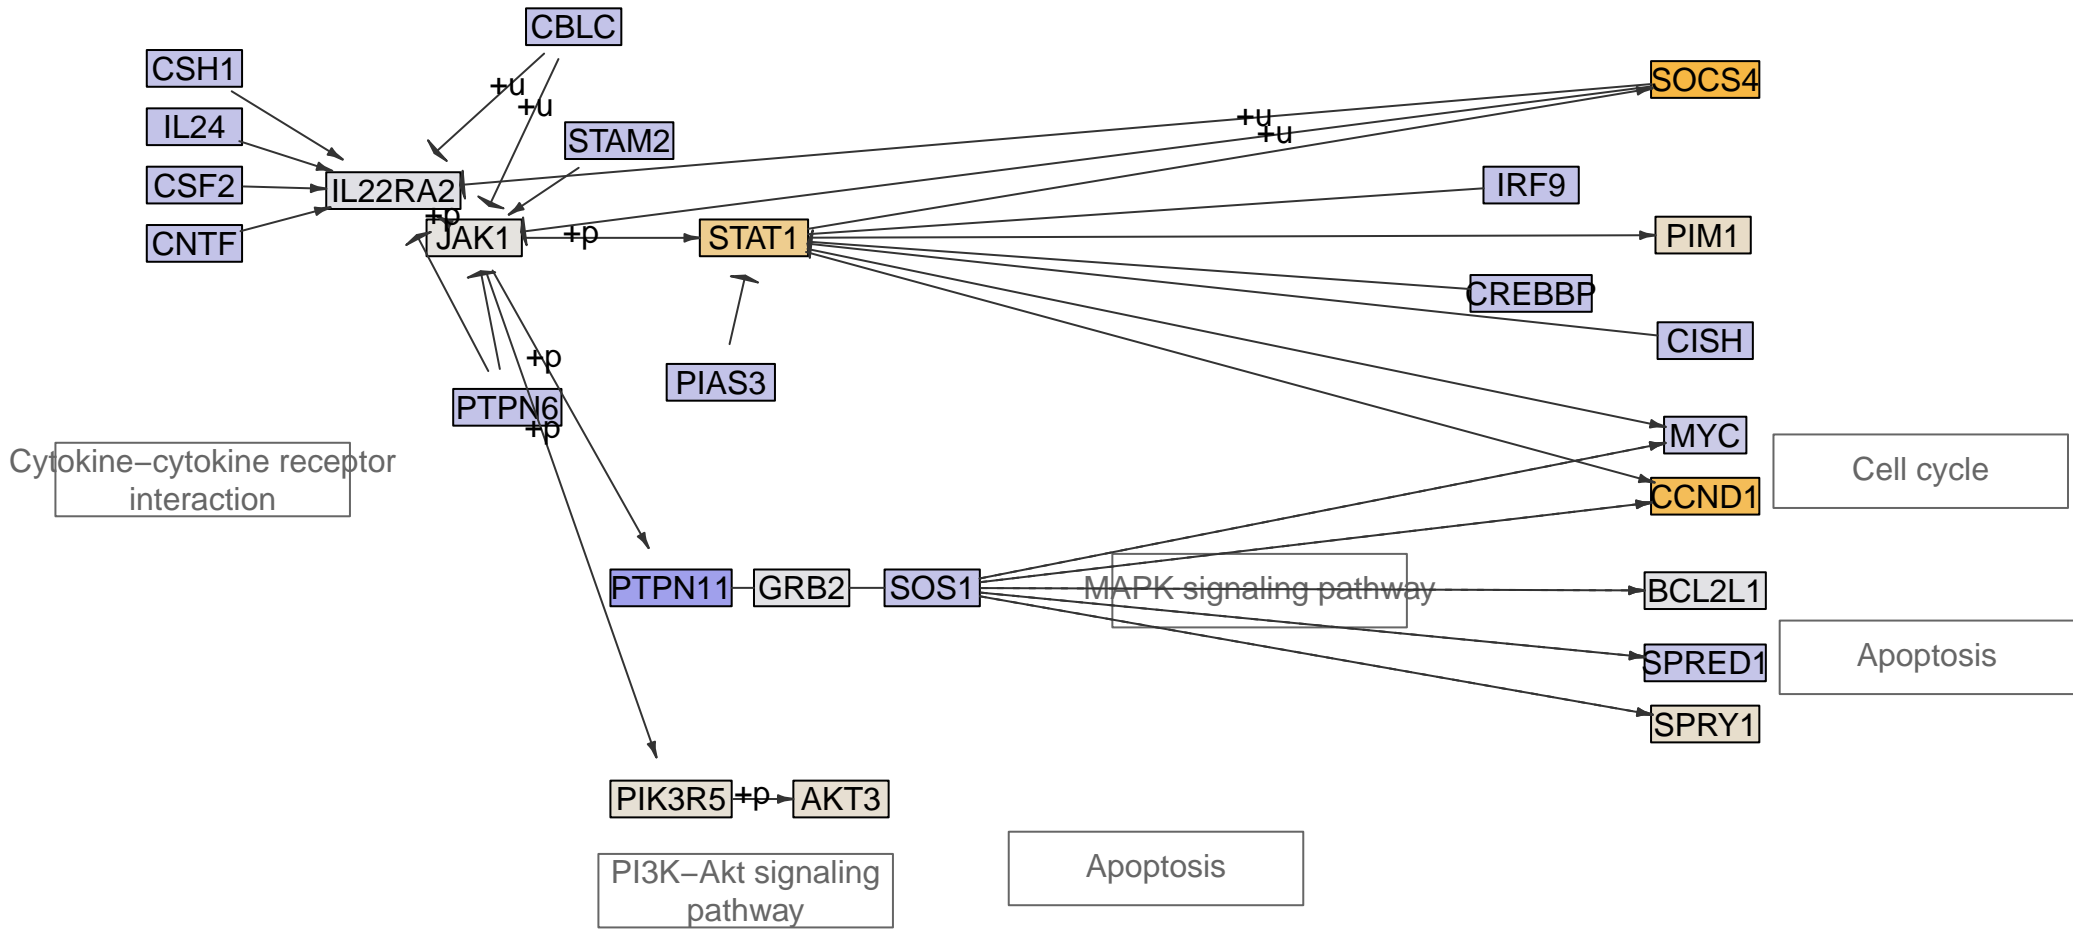 CBLC
CSH1
+u
SOCS4
+u
+u
IL24
+u
STAM2
CSF2
IL22RA2
IRF9
+p
CNTF
JAK1
+p
STAT1
PIM1
CREBBP
CISH
+p
PIAS3
PTPN6
+p
MYC
Cytokine−cytokine receptor
interaction
Cell cycle
CCND1
PTPN11
GRB2
SOS1
MAPK signaling pathway
BCL2L1
SPRED1
Apoptosis
SPRY1
PIK3R5
+p
AKT3
PI3K−Akt signaling
pathway
Apoptosis